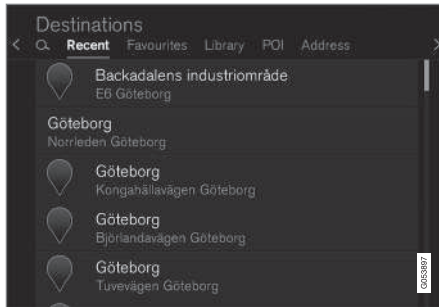 Destinations
Recent Favourites Library POI Address
Backadalens industriområde
E6 Göteborg
Göteborg
Norrleden Göteborg
Göteborg
Kongahällavägen Göteborg
Göteborg
Björlandavägen Göteborg
Göteborg
Tuvevägen Göteborg
G053897